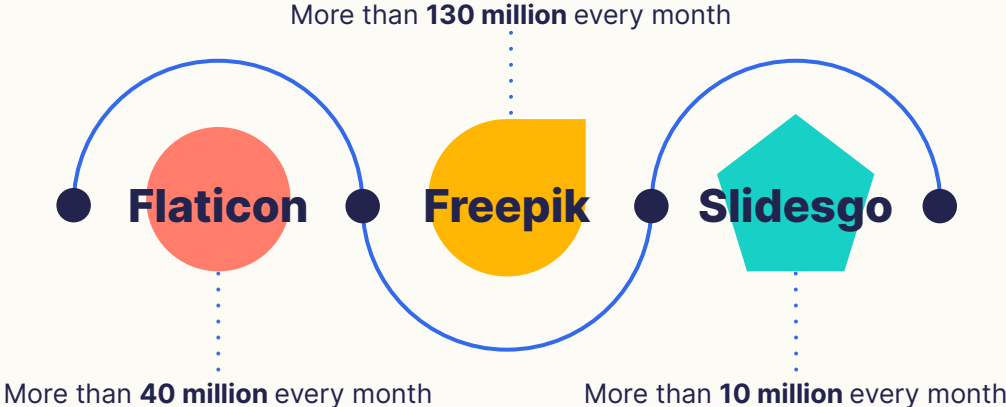 More than 130 million every month
Flaticon
Freepik
Slidesgo
More than 40 million every month
More than 10 million every month